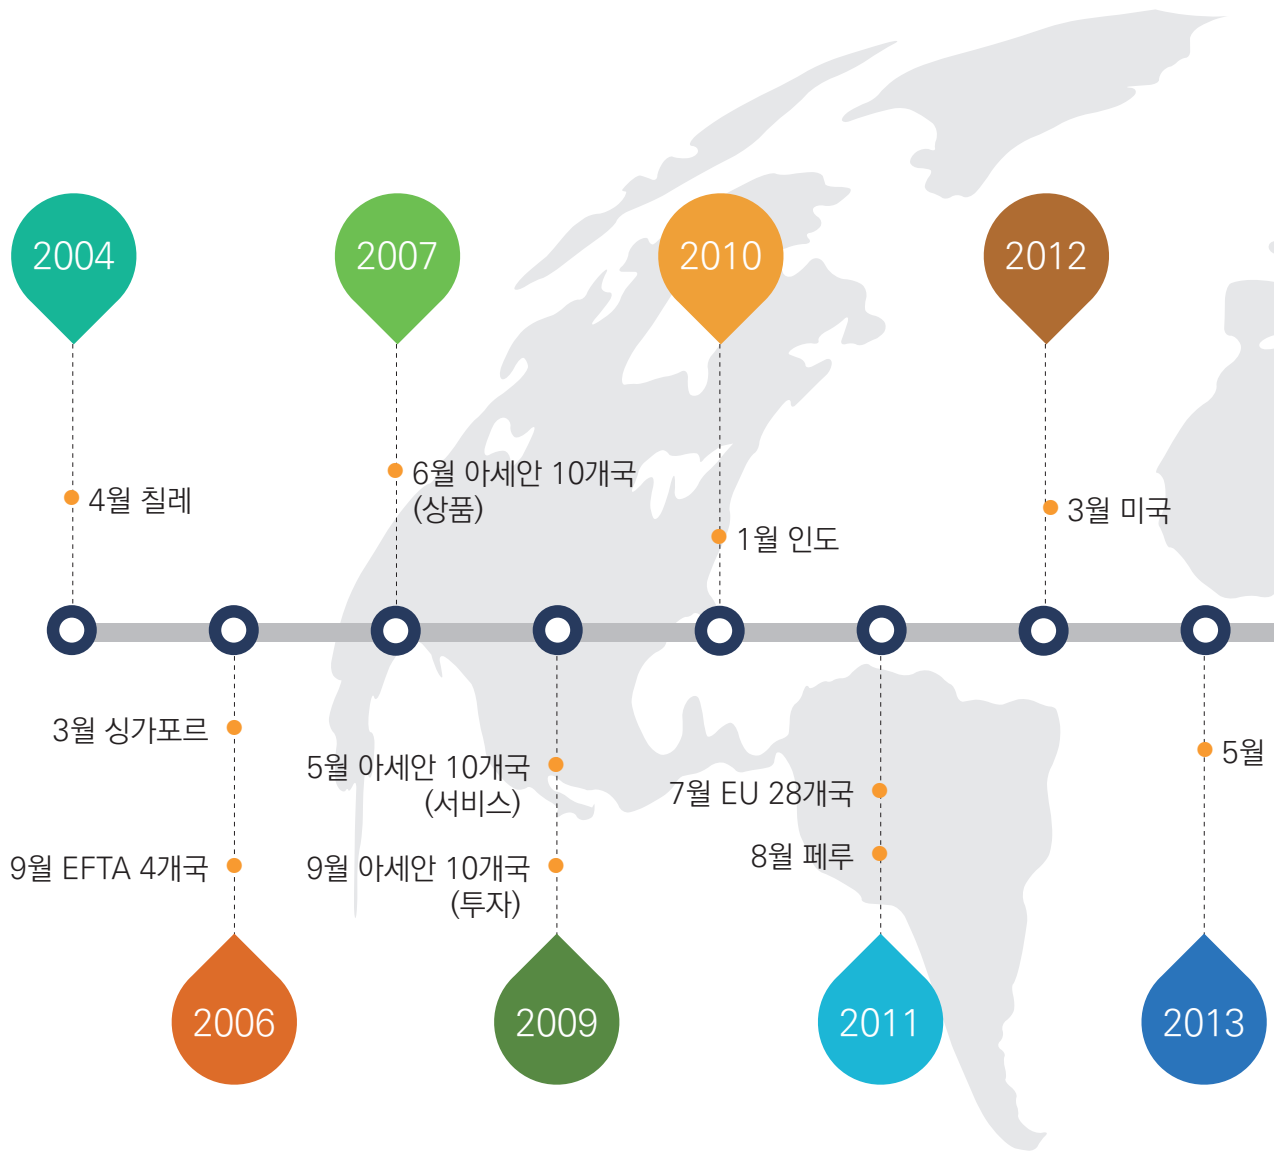 2004
2007
2010
2012
4월 칠레
6월 아세안 10개국
(상품)
1월 인도
3월 미국
3월 싱가포르
9월 EFTA 4개국
5월 아세안 10개국
(서비스)
9월 아세안 10개국
(투자)
7월 EU 28개국
8월 페루
5월
2006
2009
2011
2013